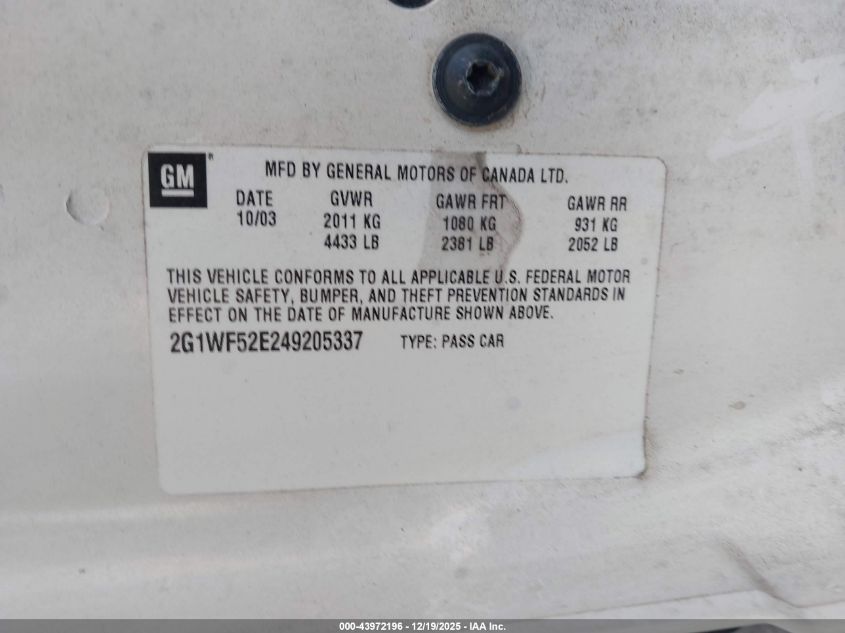 GM®
MFD BY GENERAL MOTORS OF CANADA LTD.
DATE GVWR GAWR FRT GAWR RR
10/03 2011 KG 1080 KG 931 KG
4433 LB 2381 LB 2052 LB
THIS VEHICLE CONFORMS TO ALL APPLICABLE U.S. FEDERAL MOTOR
VEHICLE SAFETY, BUMPER, AND THEFT PREVENTION STANDARDS IN
EFFECT ON THE DATE OF MANUFACTURE SHOWN ABOVE.
2G1WF52E249205337 TYPE: PASS CAR
000-43972196 - 12/19/2025 - IAA Inc.